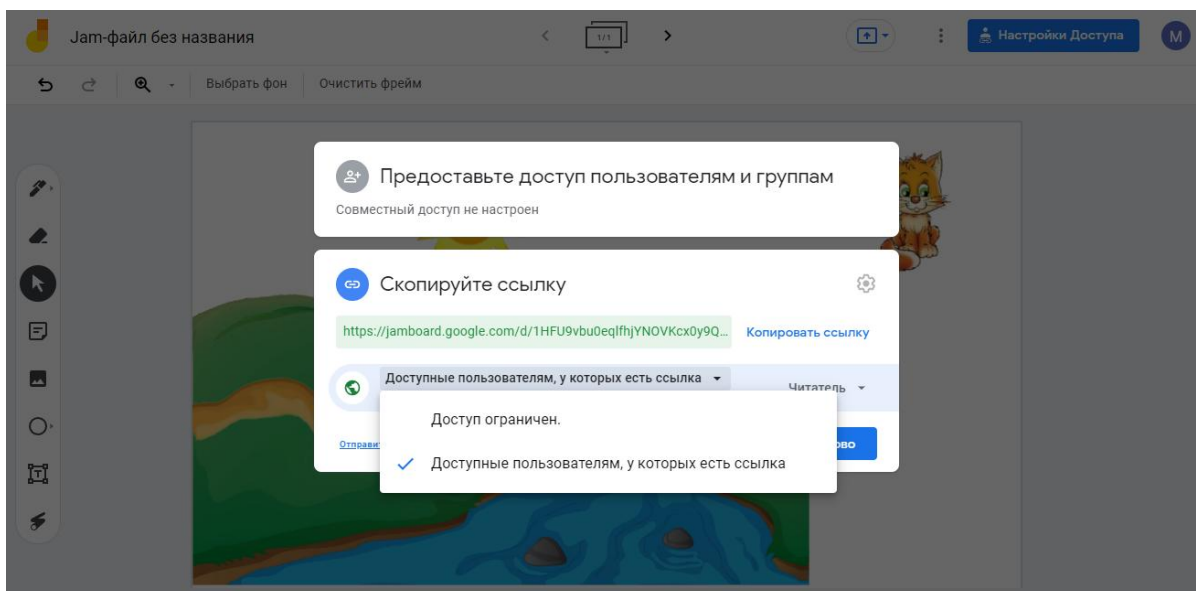 Jam-файл без названия
1/1
Настройки Доступа
М
Выбрать фон
Очистить фрейм
Предоставьте доступ пользователям и группам
Совместный доступ не настроен
Скопируйте ссылку
https://jamboard.google.com/d/1HFU9vbu0eqlfhjYNOVKcx0y9Q...
Копировать ссылку
Доступные пользователям, у которых есть ссылка
Читатель
Доступ ограничен.
Доступные пользователям, у которых есть ссылка